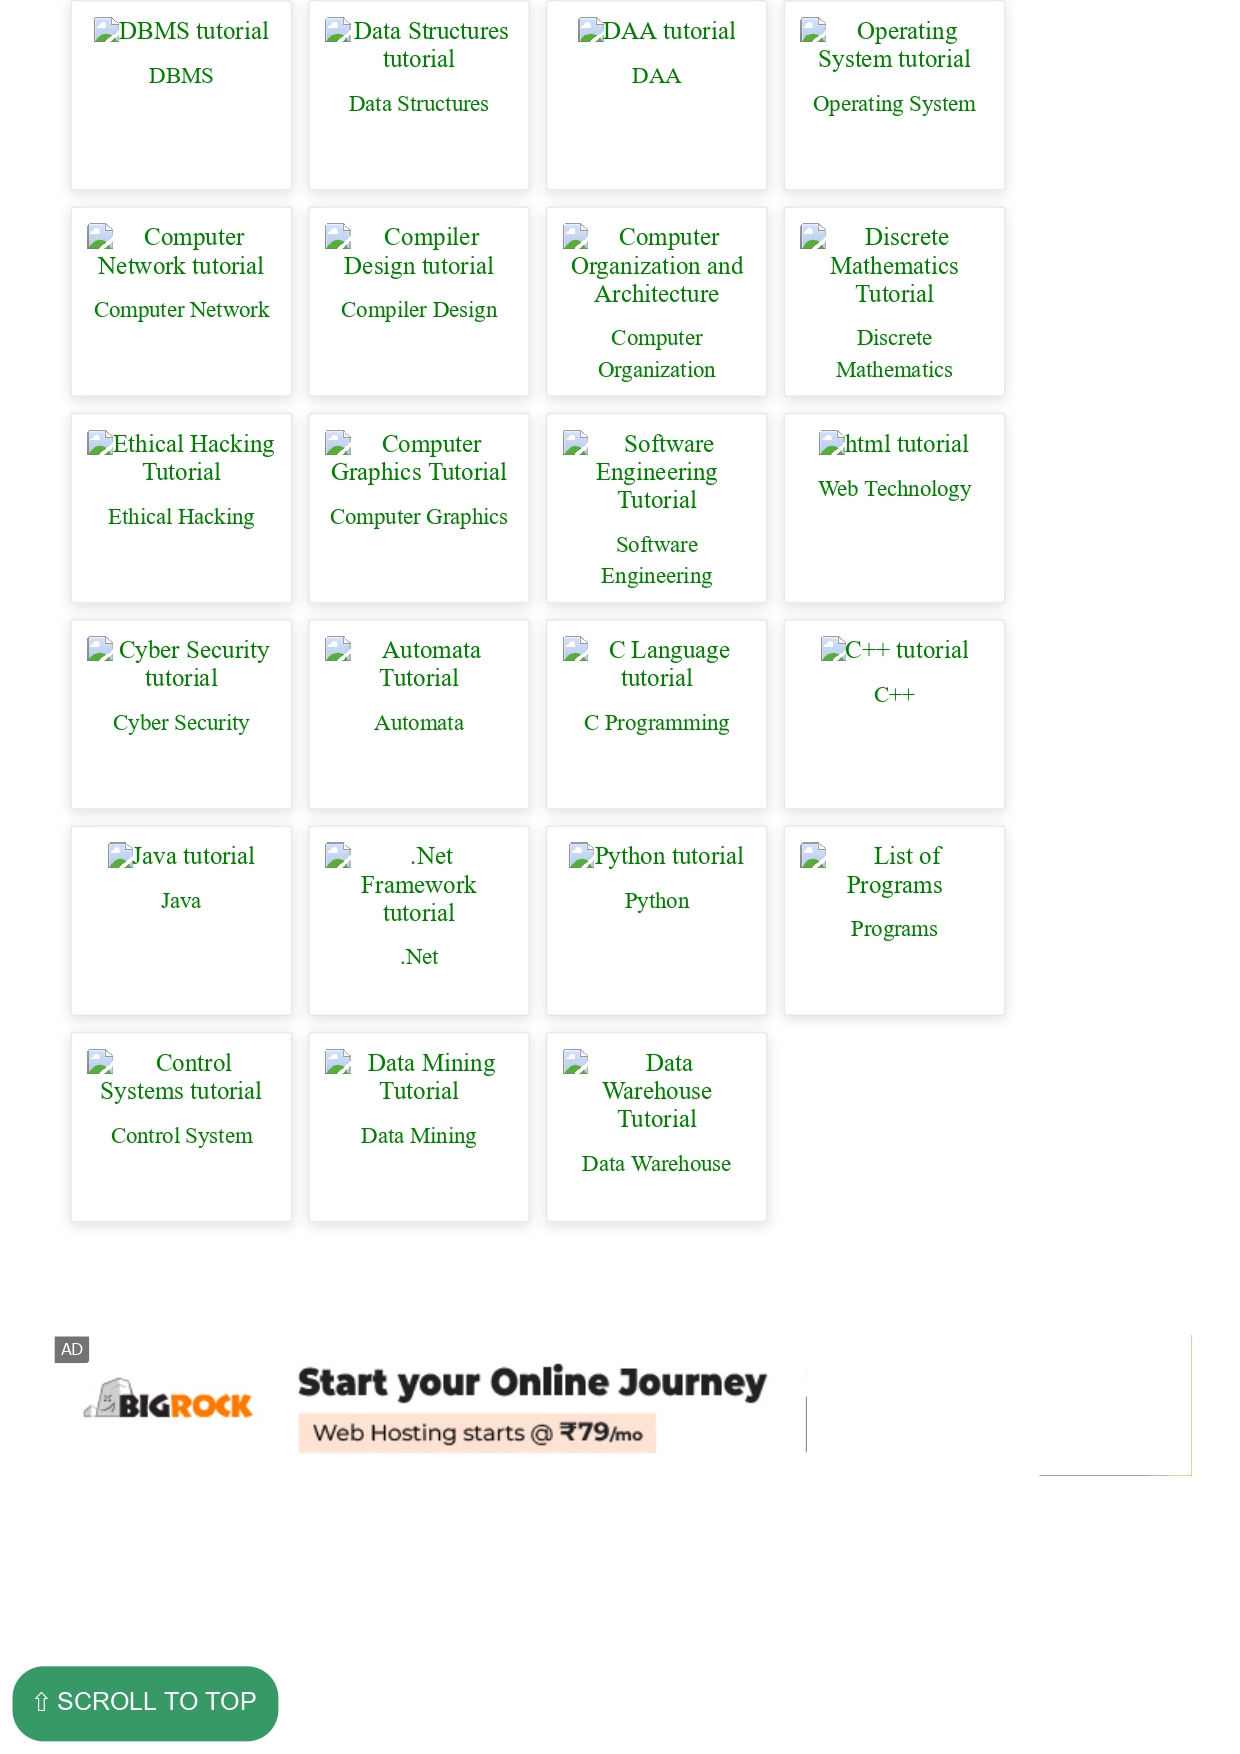 DBMS tutorial
DBMS
Data Structures
tutorial
Data Structures
DAA tutorial
DAA
Operating
System tutorial
Operating System
Computer
Network tutorial
Computer Network
Compiler
Design tutorial
Compiler Design
Computer
Organization and
Architecture
Computer
Organization
Discrete
Mathematics
Tutorial
Discrete
Mathematics
Ethical Hacking
Tutorial
Ethical Hacking
Computer
Graphics Tutorial
Computer Graphics
Software
Engineering
Tutorial
Software
Engineering
html tutorial
Web Technology
Cyber Security
tutorial
Cyber Security
Automata
Tutorial
Automata
C Language
tutorial
C Programming
C++ tutorial
C++
Java tutorial
Java
.Net
Framework
tutorial
.Net
Python tutorial
Python
List of
Programs
Programs
Control
Systems tutorial
Control System
Data Mining
Tutorial
Data Mining
Data
Warehouse
Tutorial
Data Warehouse
AD
BIGROCK
Start your Online Journey
Web Hosting starts @ ₹79/mo
⇧ SCROLL TO TOP